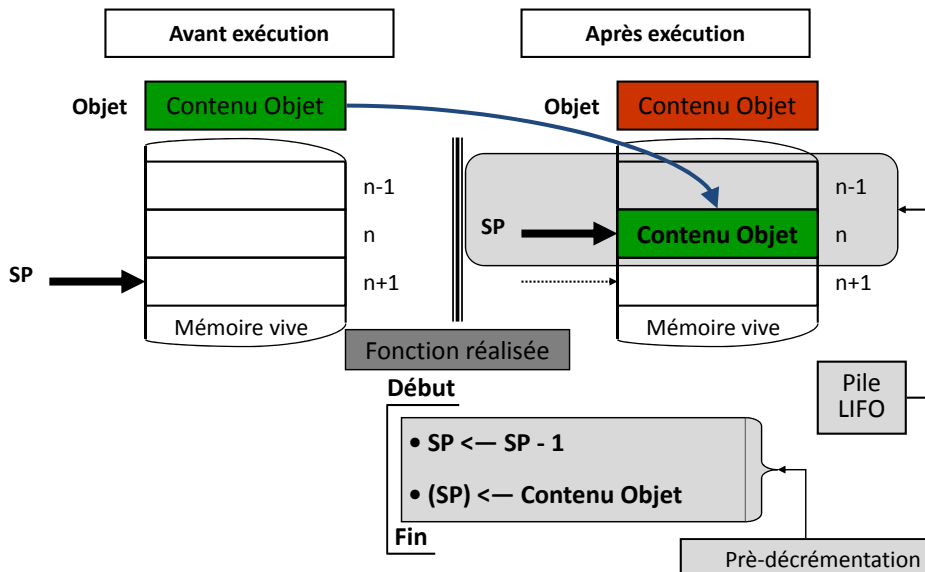 Avant exécution
Après exécution
Objet
Contenu Objet
Objet
Contenu Objet
n-1
n-1
SP
Contenu Objet
n
n
SP
n+1
n+1
Mémoire vive
Mémoire vive
Fonction réalisée
Début
Pile
LIFO
• SP <— SP - 1
• (SP) <— Contenu Objet
Fin
Prè-décrémentation